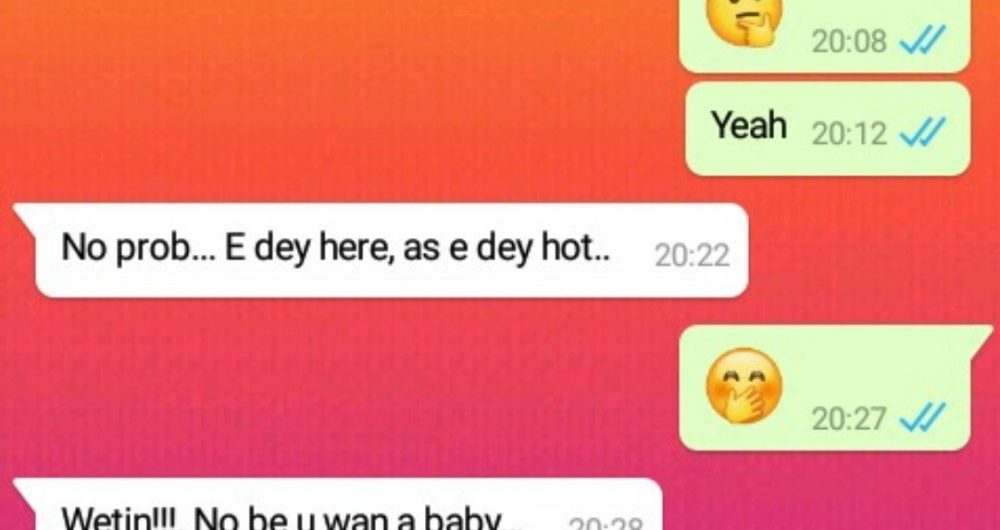 🤔 20:08
Yeah 20:12
No prob... E dey here, as e dey hot.. 20:22
🤭 20:27
Wetin!!! No be u wan a baby... 20:28